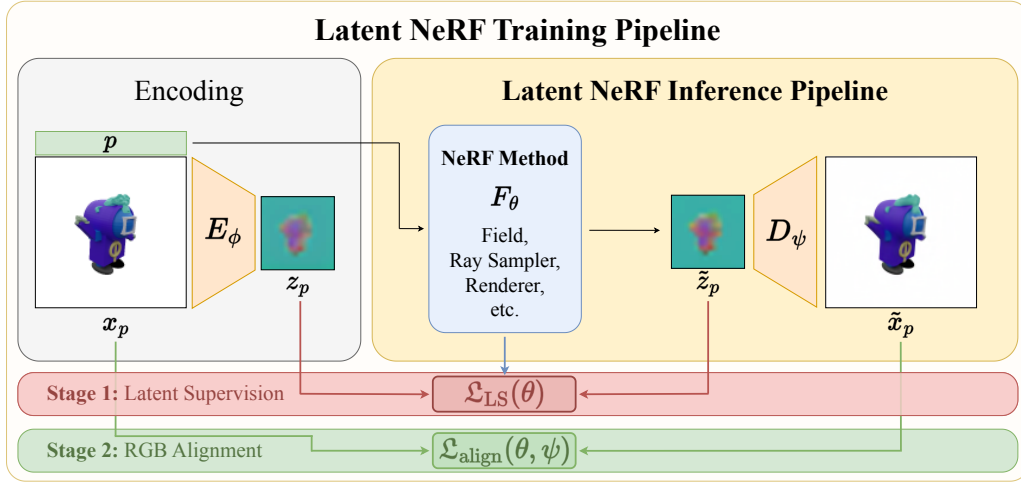 Latent NeRF Training Pipeline
Encoding
p
E_ϕ
x_p
z_p
Latent NeRF Inference Pipeline
NeRF Method
F_θ
Field,
Ray Sampler,
Renderer,
etc.
z̃_p
D_ψ
x̃_p
Stage 1: Latent Supervision
𝔏_LS(θ)
Stage 2: RGB Alignment
𝔏_align(θ, ψ)